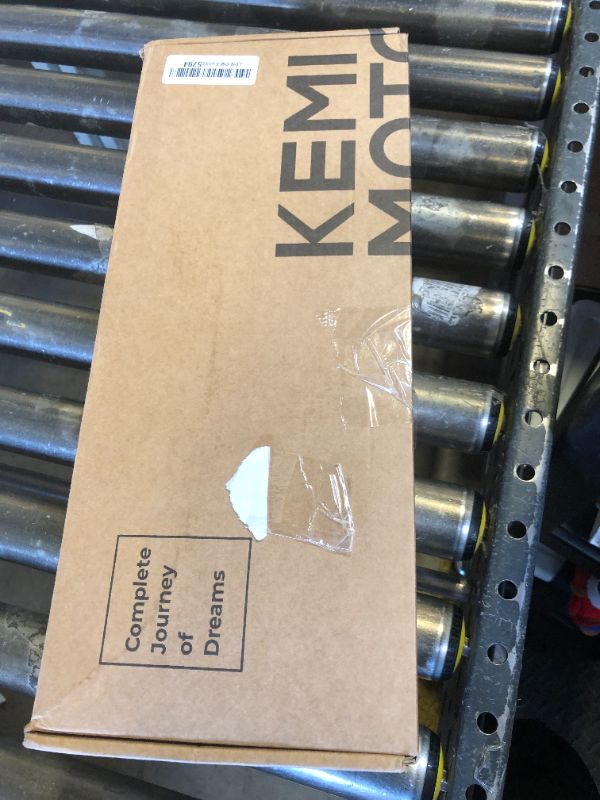 KEMI
MOTO
Complete
Journey
of
Dreams